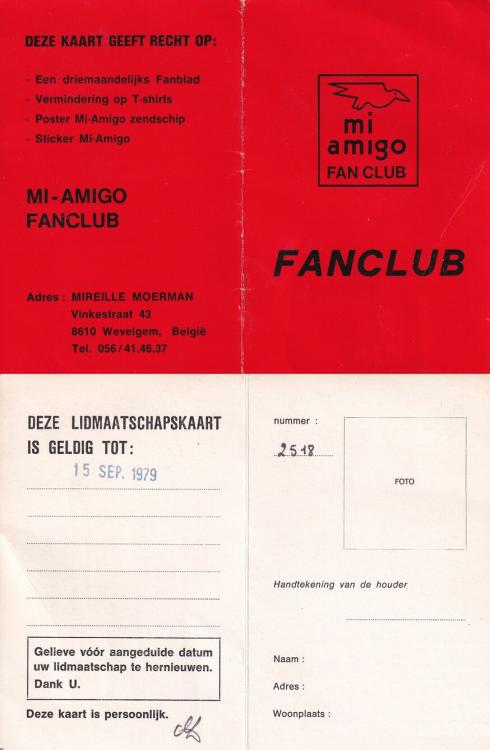 DEZE KAART GEEFT RECHT OP:
- Een driemaandelijks Fanblad
- Vermindering op T-shirts
- Poster Mi-Amigo zendschip
- Sticker Mi-Amigo
MI-AMIGO
FANCLUB
Adres : MIREILLE MOERMAN
Vinkestraat 43
8610 Wevelgem, België
Tel. 056/41.46.37
mi
amigo
FAN CLUB
FANCLUB
DEZE LIDMAATSCHAPSKAART
IS GELDIG TOT:
15 SEP. 1979
Gelieve vóór aangeduide datum
uw lidmaatschap te hernieuwen.
Dank U.
Deze kaart is persoonlijk.
nummer :
2518
FOTO
Handtekening van de houder
Naam :
Adres :
Woonplaats :